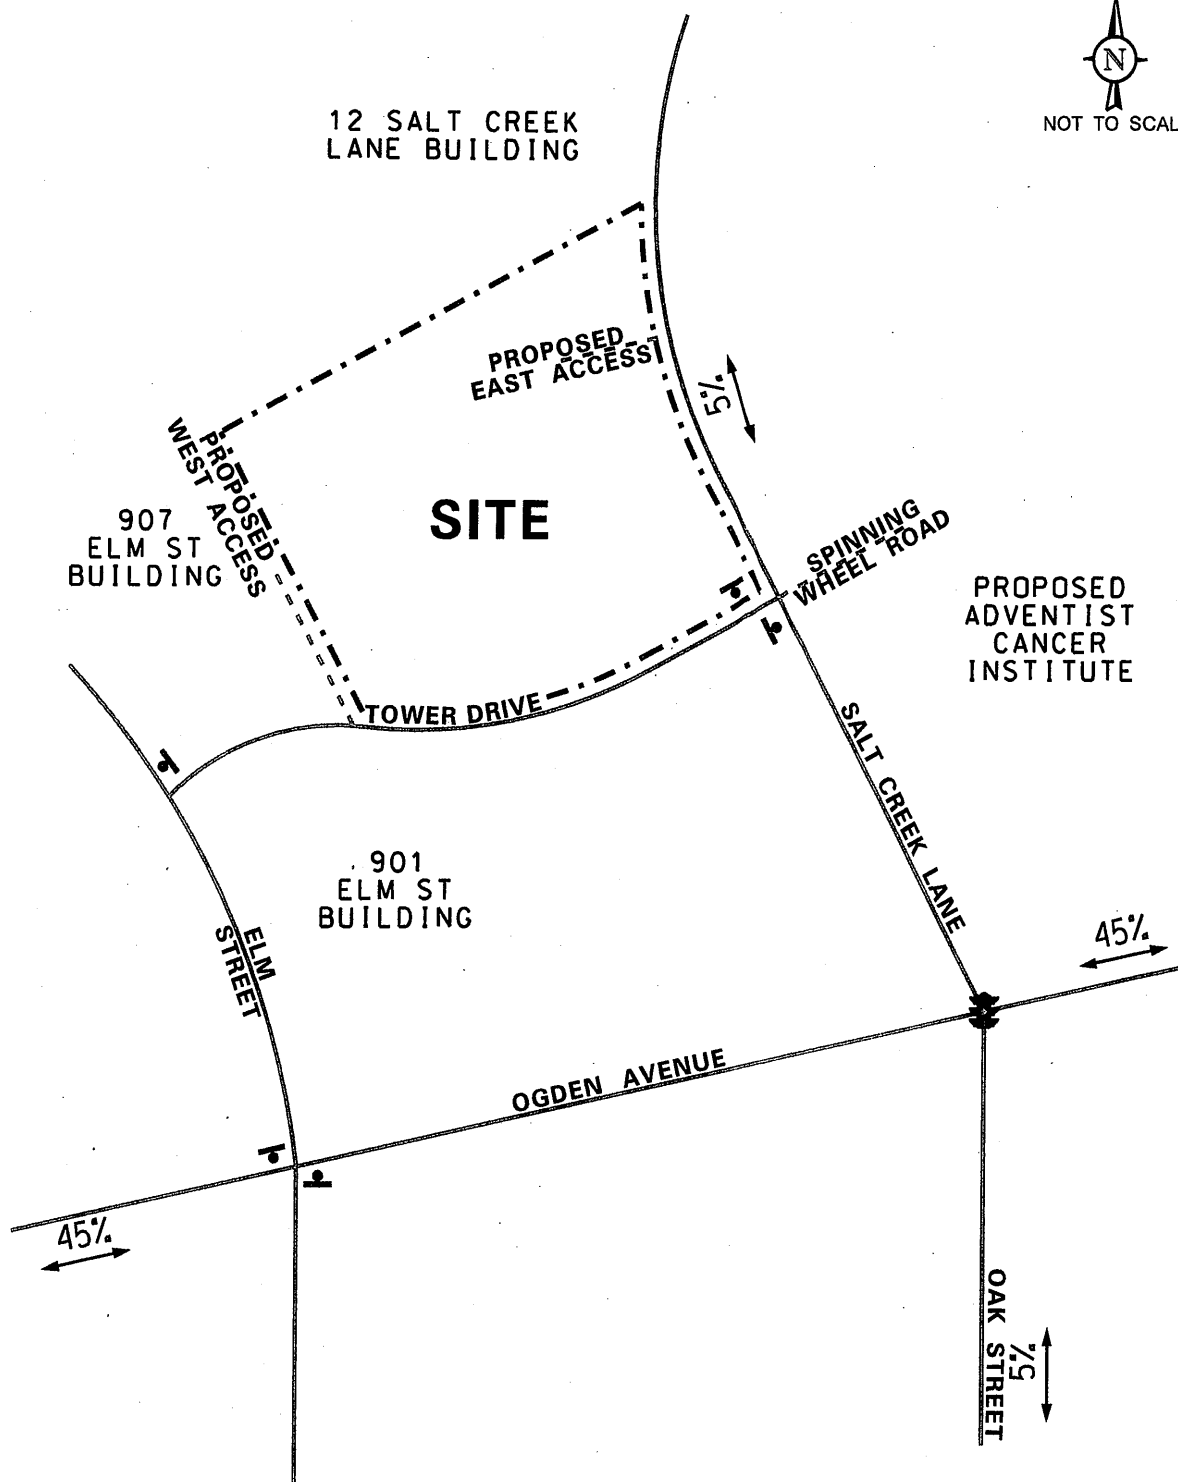 N
NOT TO SCAL
12 SALT CREEK
LANE BUILDING
PROPOSED
EAST ACCESS
5%
PROPOSED
WEST ACCESS
SITE
907
ELM ST
BUILDING
SPINNING
WHEEL ROAD
PROPOSED
ADVENTIST
CANCER
INSTITUTE
TOWER DRIVE
SALT CREEK LANE
901
ELM ST
BUILDING
ELM
STREET
45%
OGDEN AVENUE
45%
OAK STREET
5%